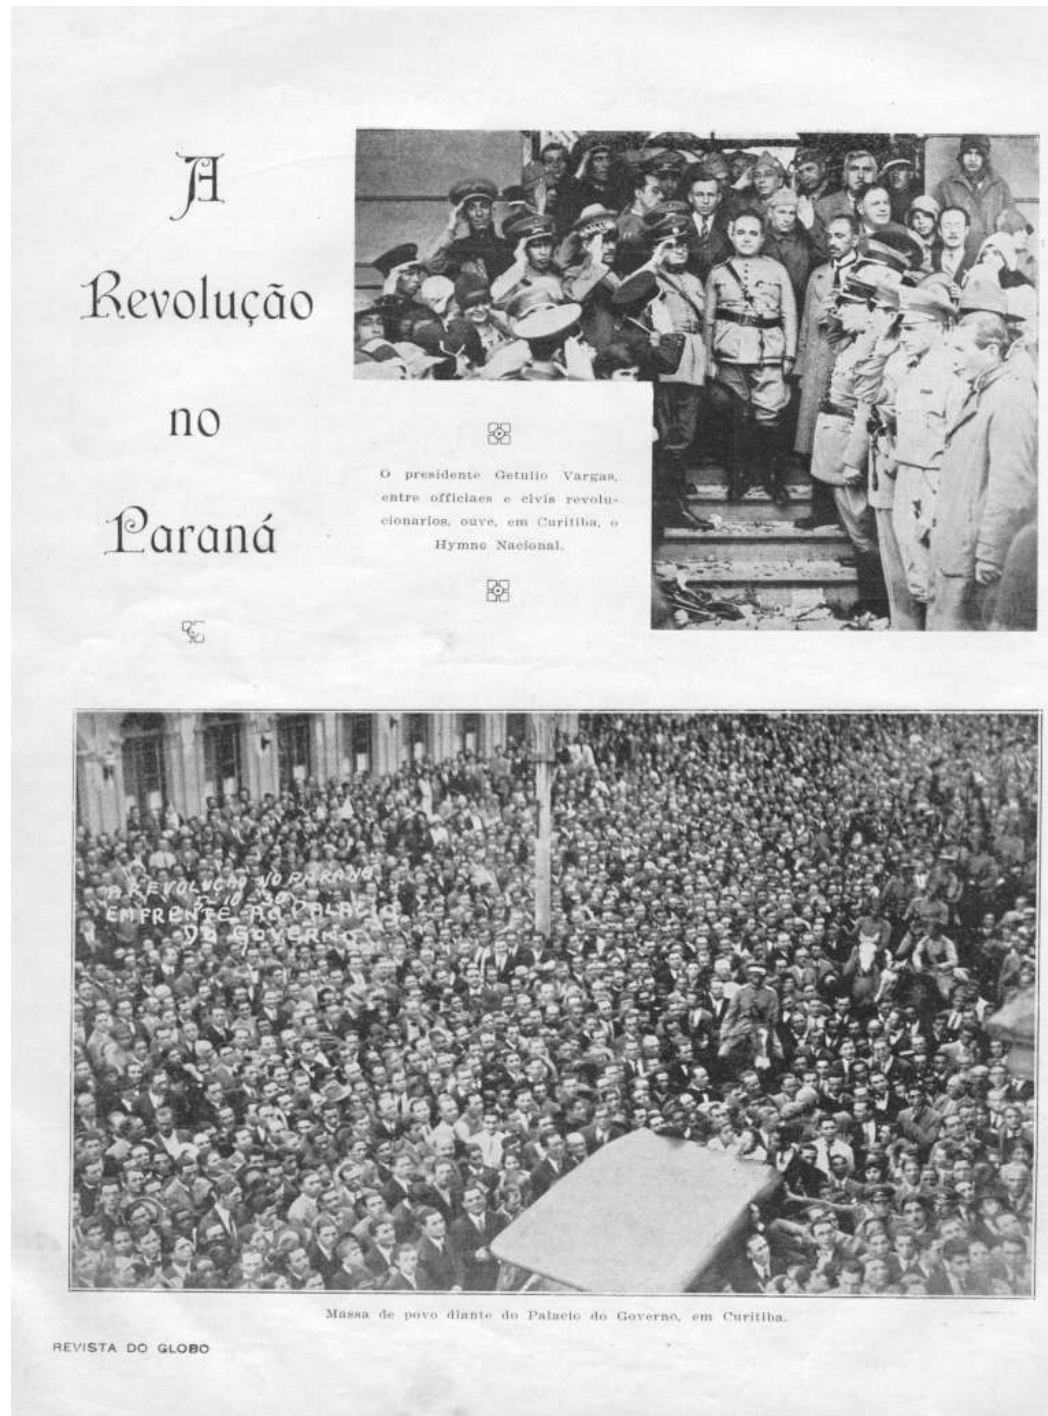 A
Revolução
no
Paraná
O presidente Getulio Vargas,
entre officiaes e civis revolu-
cionarios, ouve, em Curitiba, o
Hymno Nacional.
A REVOLUÇÃO NO PARANÁ
5-10-30
EM FRENTE AO PALACIO
DO GOVERNO
Massa de povo diante do Palacio do Governo, em Curitiba.
REVISTA DO GLOBO